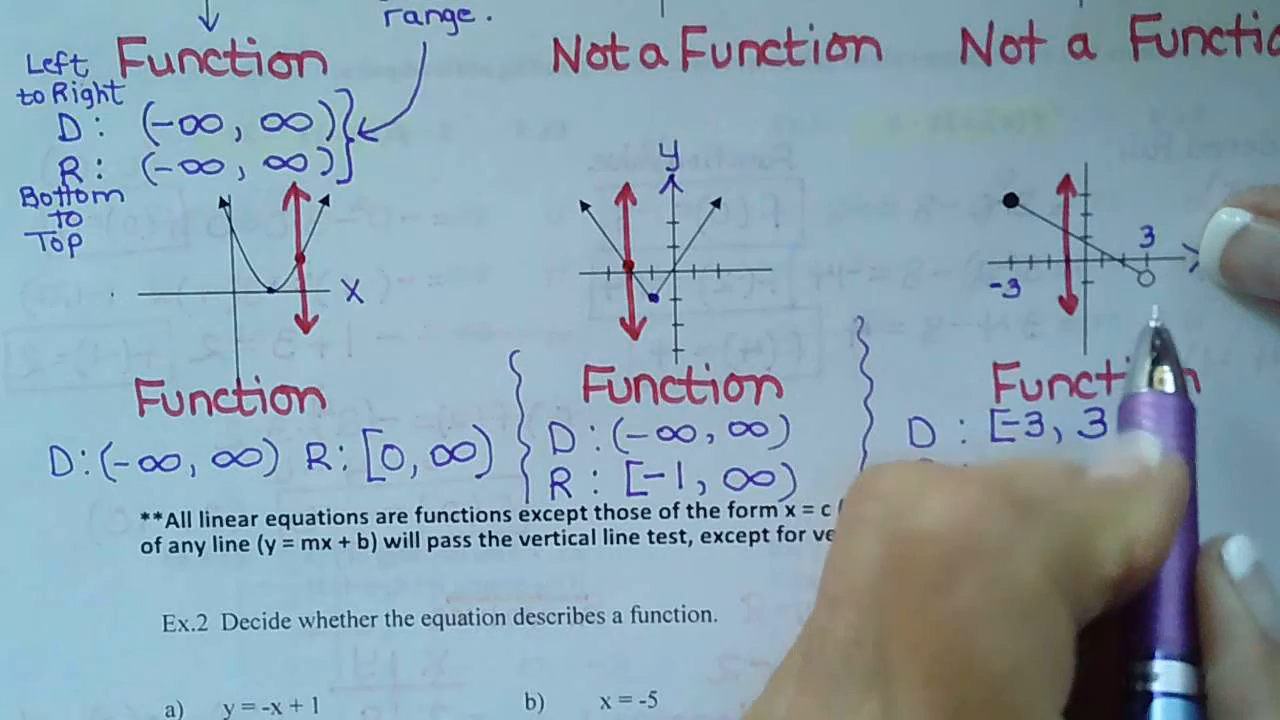 range.
Function
Not a Function
Not a Functio
Left
to Right
D: (-∞, ∞)}
R: (-∞, ∞)
Bottom
to
Top
x
y
-3
3
Function
Function
Function
D: (-∞, ∞) R: [0, ∞)
D: (-∞, ∞)
R: [-1, ∞)
D: [-3, 3
**All linear equations are functions except those of the form x = c
of any line (y = mx + b) will pass the vertical line test, except for ve
Ex.2 Decide whether the equation describes a function.
a) y = -x + 1
b) x = -5